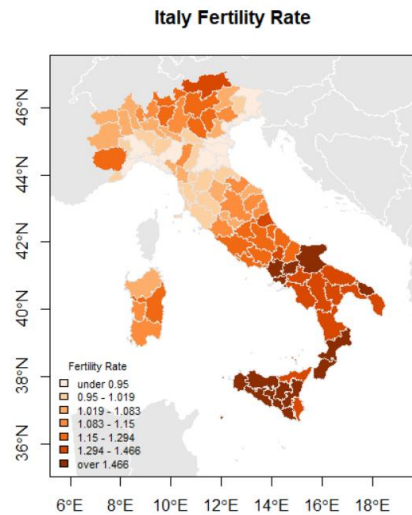 Italy Fertility Rate
46°N
44°N
42°N
40°N
38°N
36°N
Fertility Rate
under 0.95
0.95 - 1.019
1.019 - 1.083
1.083 - 1.15
1.15 - 1.294
1.294 - 1.466
over 1.466
6°E
8°E
10°E
12°E
14°E
16°E
18°E